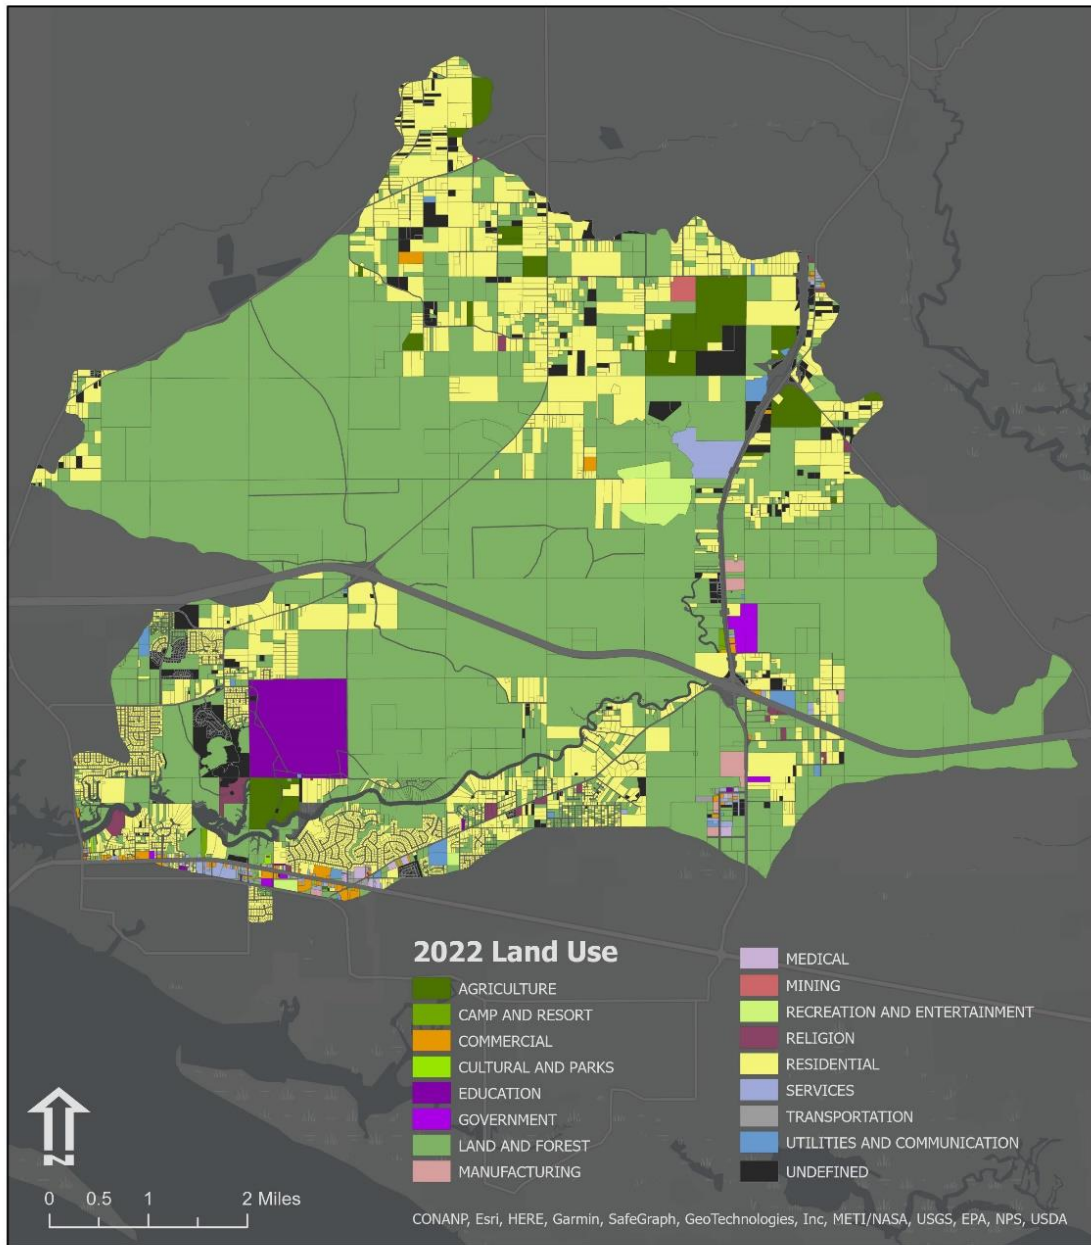 2022 Land Use
AGRICULTURE
CAMP AND RESORT
COMMERCIAL
CULTURAL AND PARKS
EDUCATION
GOVERNMENT
LAND AND FOREST
MANUFACTURING
MEDICAL
MINING
RECREATION AND ENTERTAINMENT
RELIGION
RESIDENTIAL
SERVICES
TRANSPORTATION
UTILITIES AND COMMUNICATION
UNDEFINED
N
0 0.5 1 2 Miles
CONANP, Esri, HERE, Garmin, SafeGraph, GeoTechnologies, Inc, METI/NASA, USGS, EPA, NPS, USDA